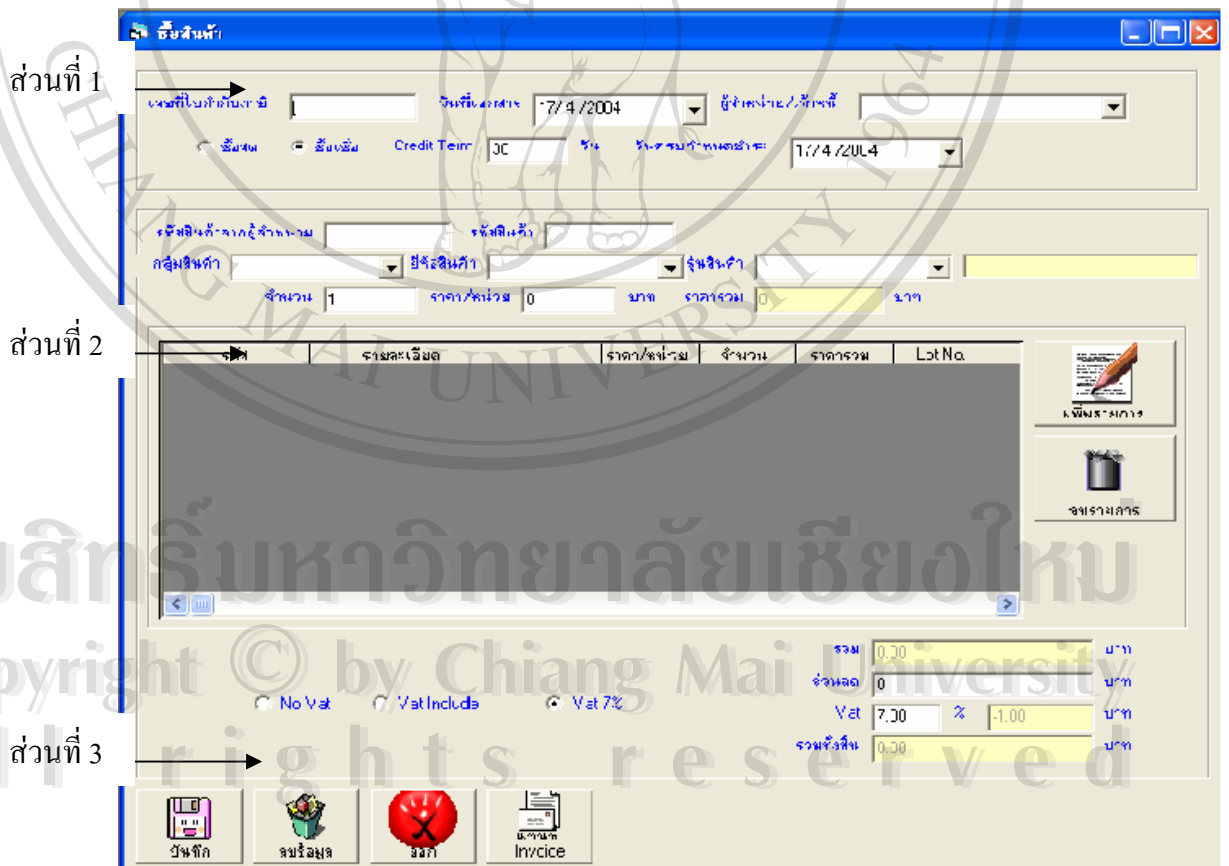 ซื้อสินค้า
ส่วนที่ 1
เลขที่ใบกำกับภาษี วันที่เอกสาร 17/ 4 /2004 ผู้จำหน่าย/เจ้าหนี้
ซื้อสด ซื้อเชื่อ Credit Term วัน วันครบกำหนดชำระ 17/ 4 /2004
รหัสสินค้าจากผู้จำหน่าย รหัสสินค้า
กลุ่มสินค้า ยี่ห้อสินค้า รุ่นสินค้า
จำนวน 1 ราคา/หน่วย 0 บาท ราคารวม 0 บาท
ส่วนที่ 2
รหัส รายละเอียด ราคา/หน่วย จำนวน ราคารวม Lot No.
เพิ่มรายการ
ลบรายการ
ลิขสิทธิ์มหาวิทยาลัยเชียงใหม่
Copyright © by Chiang Mai University
All rights reserved
CHIANG MAI UNIVERSITY 1964
รวม 0.00 บาท
ส่วนลด 0 บาท
No Vat Vat Include Vat 7%
Vat 7.00 % -1.00 บาท
รวมทั้งสิ้น 0.00 บาท
ส่วนที่ 3
บันทึก ลบข้อมูล ออก Invoice